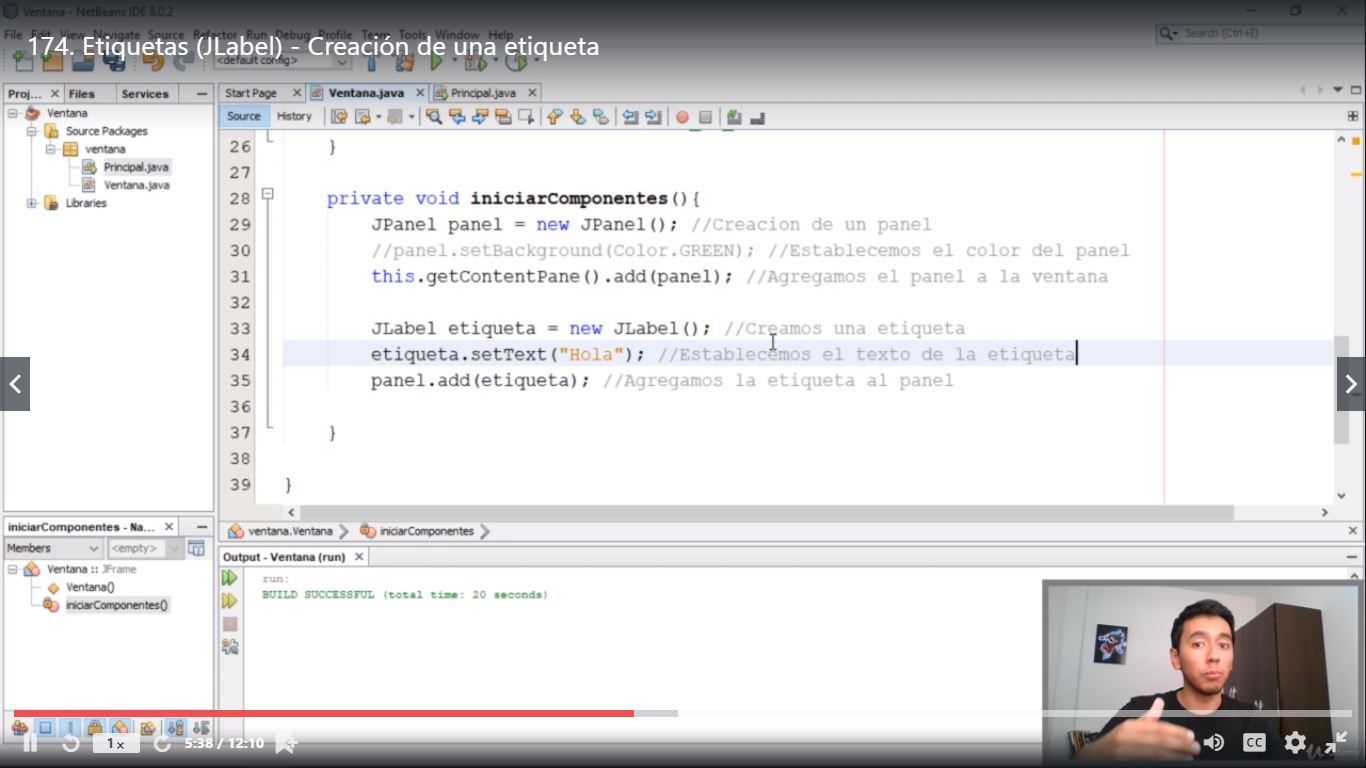 Ventana - NetBeans IDE 8.0.2
File Edit View Navigate Source Refactor Run Debug Profile Team Tools Window Help
Search (Ctrl+I)
174. Etiquetas (JLabel) - Creación de una etiqueta
<default config>
Proj... Files Services
Start Page Ventana.java Principal.java
Source History
Ventana
Source Packages
ventana
Principal.java
Ventana.java
Libraries
26 }
27
28 private void iniciarComponentes(){
29 JPanel panel = new JPanel(); //Creacion de un panel
30 //panel.setBackground(Color.GREEN); //Establecemos el color del panel
31 this.getContentPane().add(panel); //Agregamos el panel a la ventana
32
33 JLabel etiqueta = new JLabel(); //Creamos una etiqueta
34 etiqueta.setText("Hola"); //Establecemos el texto de la etiqueta
35 panel.add(etiqueta); //Agregamos la etiqueta al panel
36
37 }
38
39 }
ventana.Ventana iniciarComponentes
iniciarComponentes - Na...
Members <empty>
Ventana :: JFrame
Ventana()
iniciarComponentes()
Output - Ventana (run)
run:
BUILD SUCCESSFUL (total time: 20 seconds)
1x 5:38 / 12:10 CC